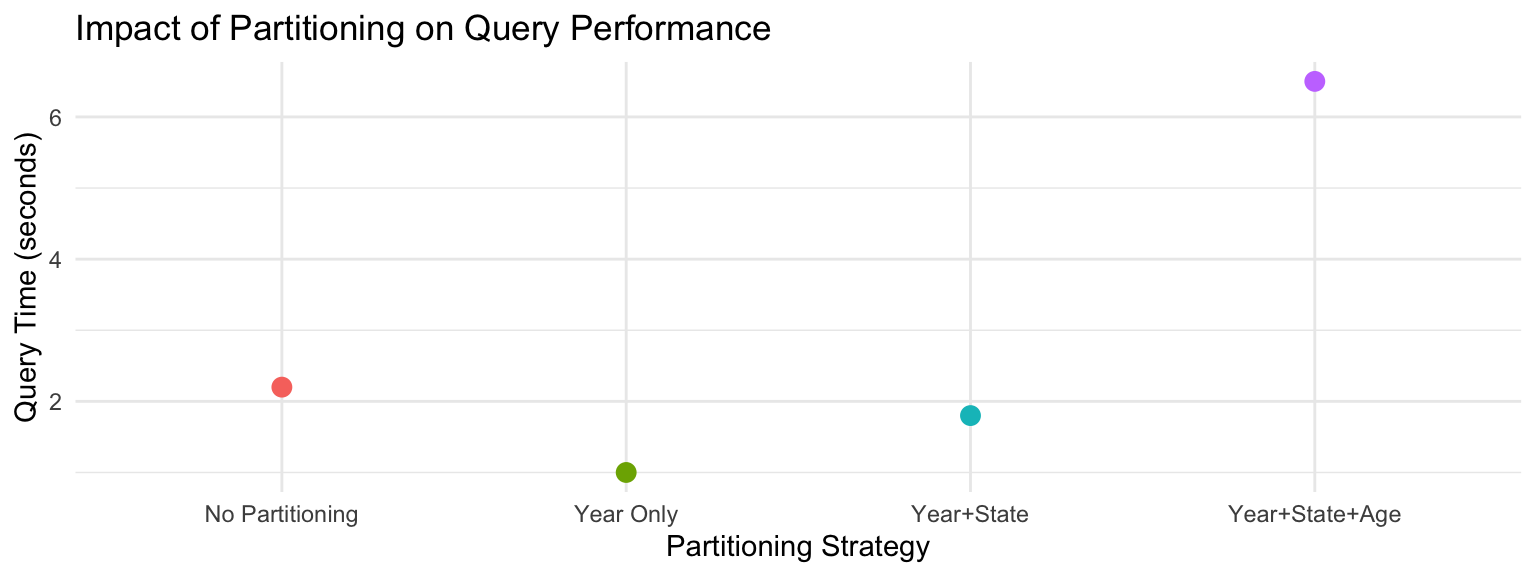 Impact of Partitioning on Query Performance
Query Time (seconds)
6
4
2
No Partitioning
Year Only
Year+State
Year+State+Age
Partitioning Strategy